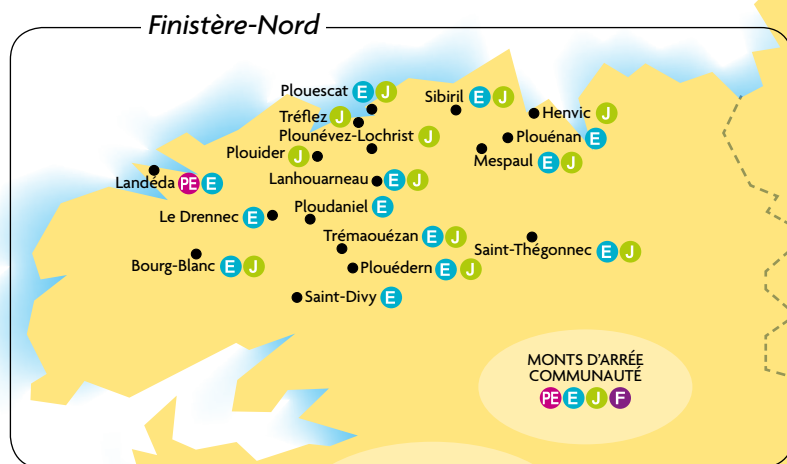 Finistère-Nord
Plouescat E J
Sibiril E J
Tréflez J
Henvic J
Plounévez-Lochrist J
Plouénan E
Plouider J
Mespaul E J
Landéda PE E
Lanhouarneau E J
Ploudaniel E
Le Drennec E
Trémaouézan E J
Saint-Thégonnec E J
Bourg-Blanc E J
Plouédern E J
Saint-Divy E
MONTS D'ARRÉE
COMMUNAUTÉ
PE E J F